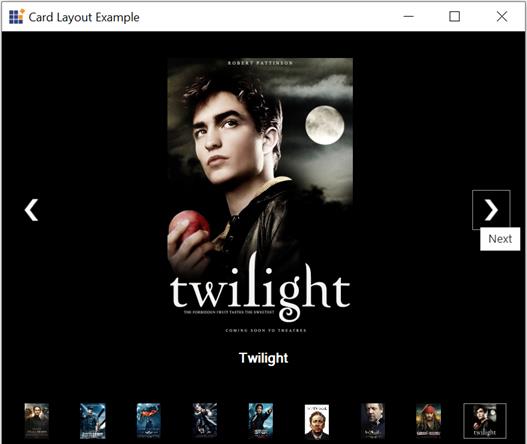 Card Layout Example
ROBERT PATTINSON
Next
twilight
THE FORBIDDEN FRUIT TASTES THE SWEETEST
COMING SOON TO THEATRES
Twilight